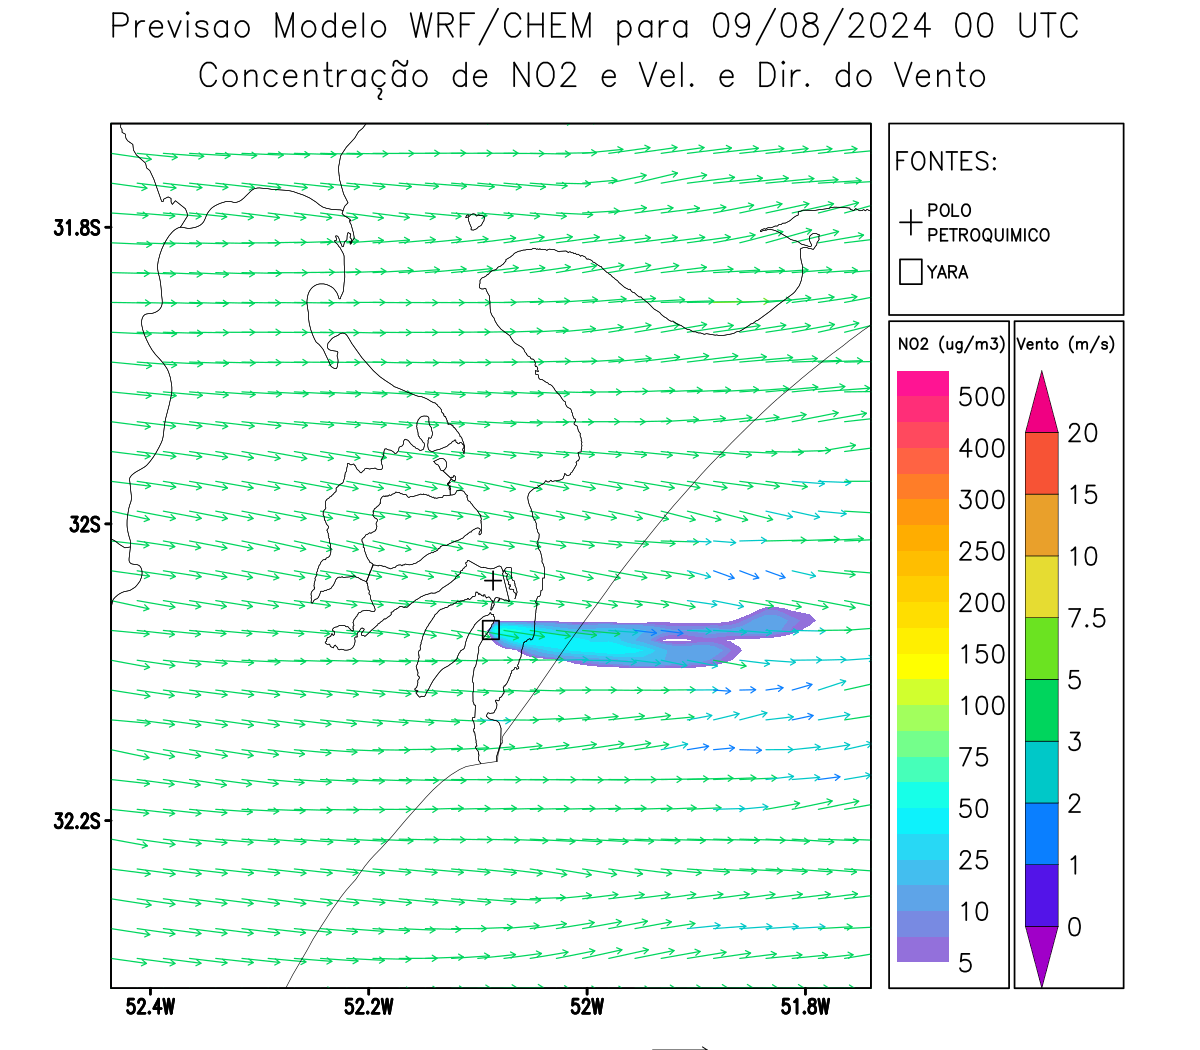 Previsao Modelo WRF/CHEM para 09/08/2024 00 UTC
Concentração de NO2 e Vel. e Dir. do Vento
FONTES:
POLO
PETROQUIMICO
YARA
31.8S
32S
32.2S
52.4W
52.2W
52W
51.8W
NO2 (ug/m3)
500
400
300
250
200
150
100
75
50
25
10
5
Vento (m/s)
20
15
10
7.5
5
3
2
1
0